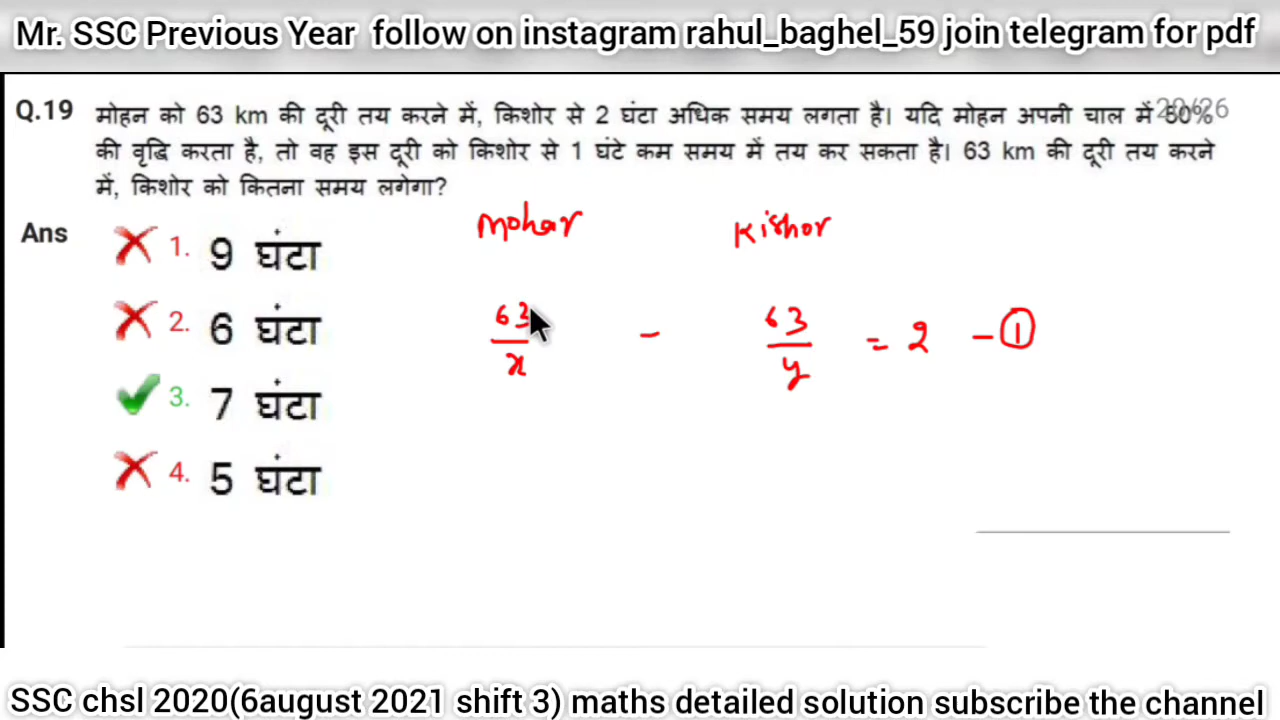 Mr. SSC Previous Year follow on instagram rahul_baghel_59 join telegram for pdf
Q.19 मोहन को 63 km की दूरी तय करने में, किशोर से 2 घंटा अधिक समय लगता है। यदि मोहन अपनी चाल में 50%
की वृद्धि करता है, तो वह इस दूरी को किशोर से 1 घंटे कम समय में तय कर सकता है। 63 km की दूरी तय करने
में, किशोर को कितना समय लगेगा?
Ans
1. 9 घंटा
2. 6 घंटा
3. 7 घंटा
4. 5 घंटा
Mohan Kishor
63/x - 63/y = 2 - ①
SSC chsl 2020(6august 2021 shift 3) maths detailed solution subscribe the channel